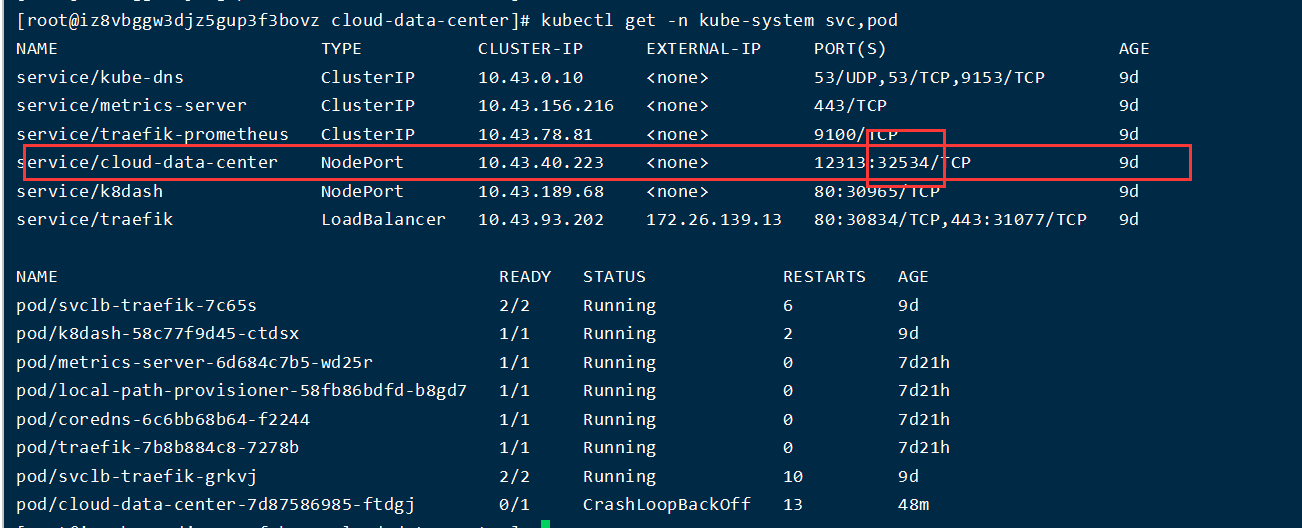 [root@iz8vbggw3djz5gup3f3bovz cloud-data-center]# kubectl get -n kube-system svc,pod
NAME TYPE CLUSTER-IP EXTERNAL-IP PORT(S) AGE
service/kube-dns ClusterIP 10.43.0.10 <none> 53/UDP,53/TCP,9153/TCP 9d
service/metrics-server ClusterIP 10.43.156.216 <none> 443/TCP 9d
service/traefik-prometheus ClusterIP 10.43.78.81 <none> 9100/TCP 9d
service/cloud-data-center NodePort 10.43.40.223 <none> 12313:32534/TCP 9d
service/k8dash NodePort 10.43.189.68 <none> 80:30965/TCP 9d
service/traefik LoadBalancer 10.43.93.202 172.26.139.13 80:30834/TCP,443:31077/TCP 9d
NAME READY STATUS RESTARTS AGE
pod/svclb-traefik-7c65s 2/2 Running 6 9d
pod/k8dash-58c77f9d45-ctdsx 1/1 Running 2 9d
pod/metrics-server-6d684c7b5-wd25r 1/1 Running 0 7d21h
pod/local-path-provisioner-58fb86bdfd-b8gd7 1/1 Running 0 7d21h
pod/coredns-6c6bb68b64-f2244 1/1 Running 0 7d21h
pod/traefik-7b8b884c8-7278b 1/1 Running 0 7d21h
pod/svclb-traefik-grkvj 2/2 Running 10 9d
pod/cloud-data-center-7d87586985-ftdgj 0/1 CrashLoopBackOff 13 48m